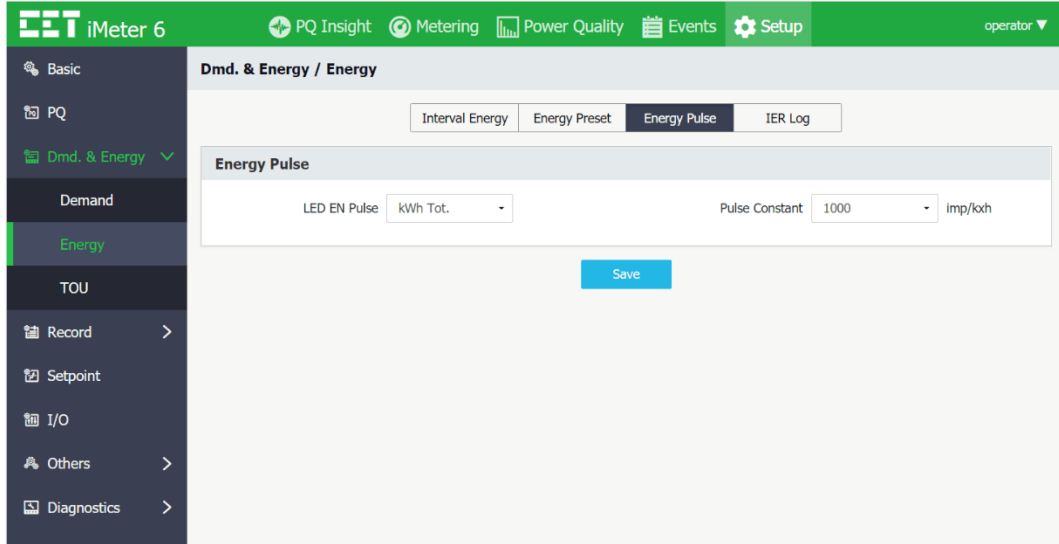 CET iMeter 6
PQ Insight Metering Power Quality Events Setup operator ▼
Basic
PQ
Dmd. & Energy
Demand
Energy
TOU
Record
Setpoint
I/O
Others
Diagnostics
Dmd. & Energy / Energy
Interval Energy Energy Preset Energy Pulse IER Log
Energy Pulse
LED EN Pulse kWh Tot. Pulse Constant 1000 imp/kxh
Save